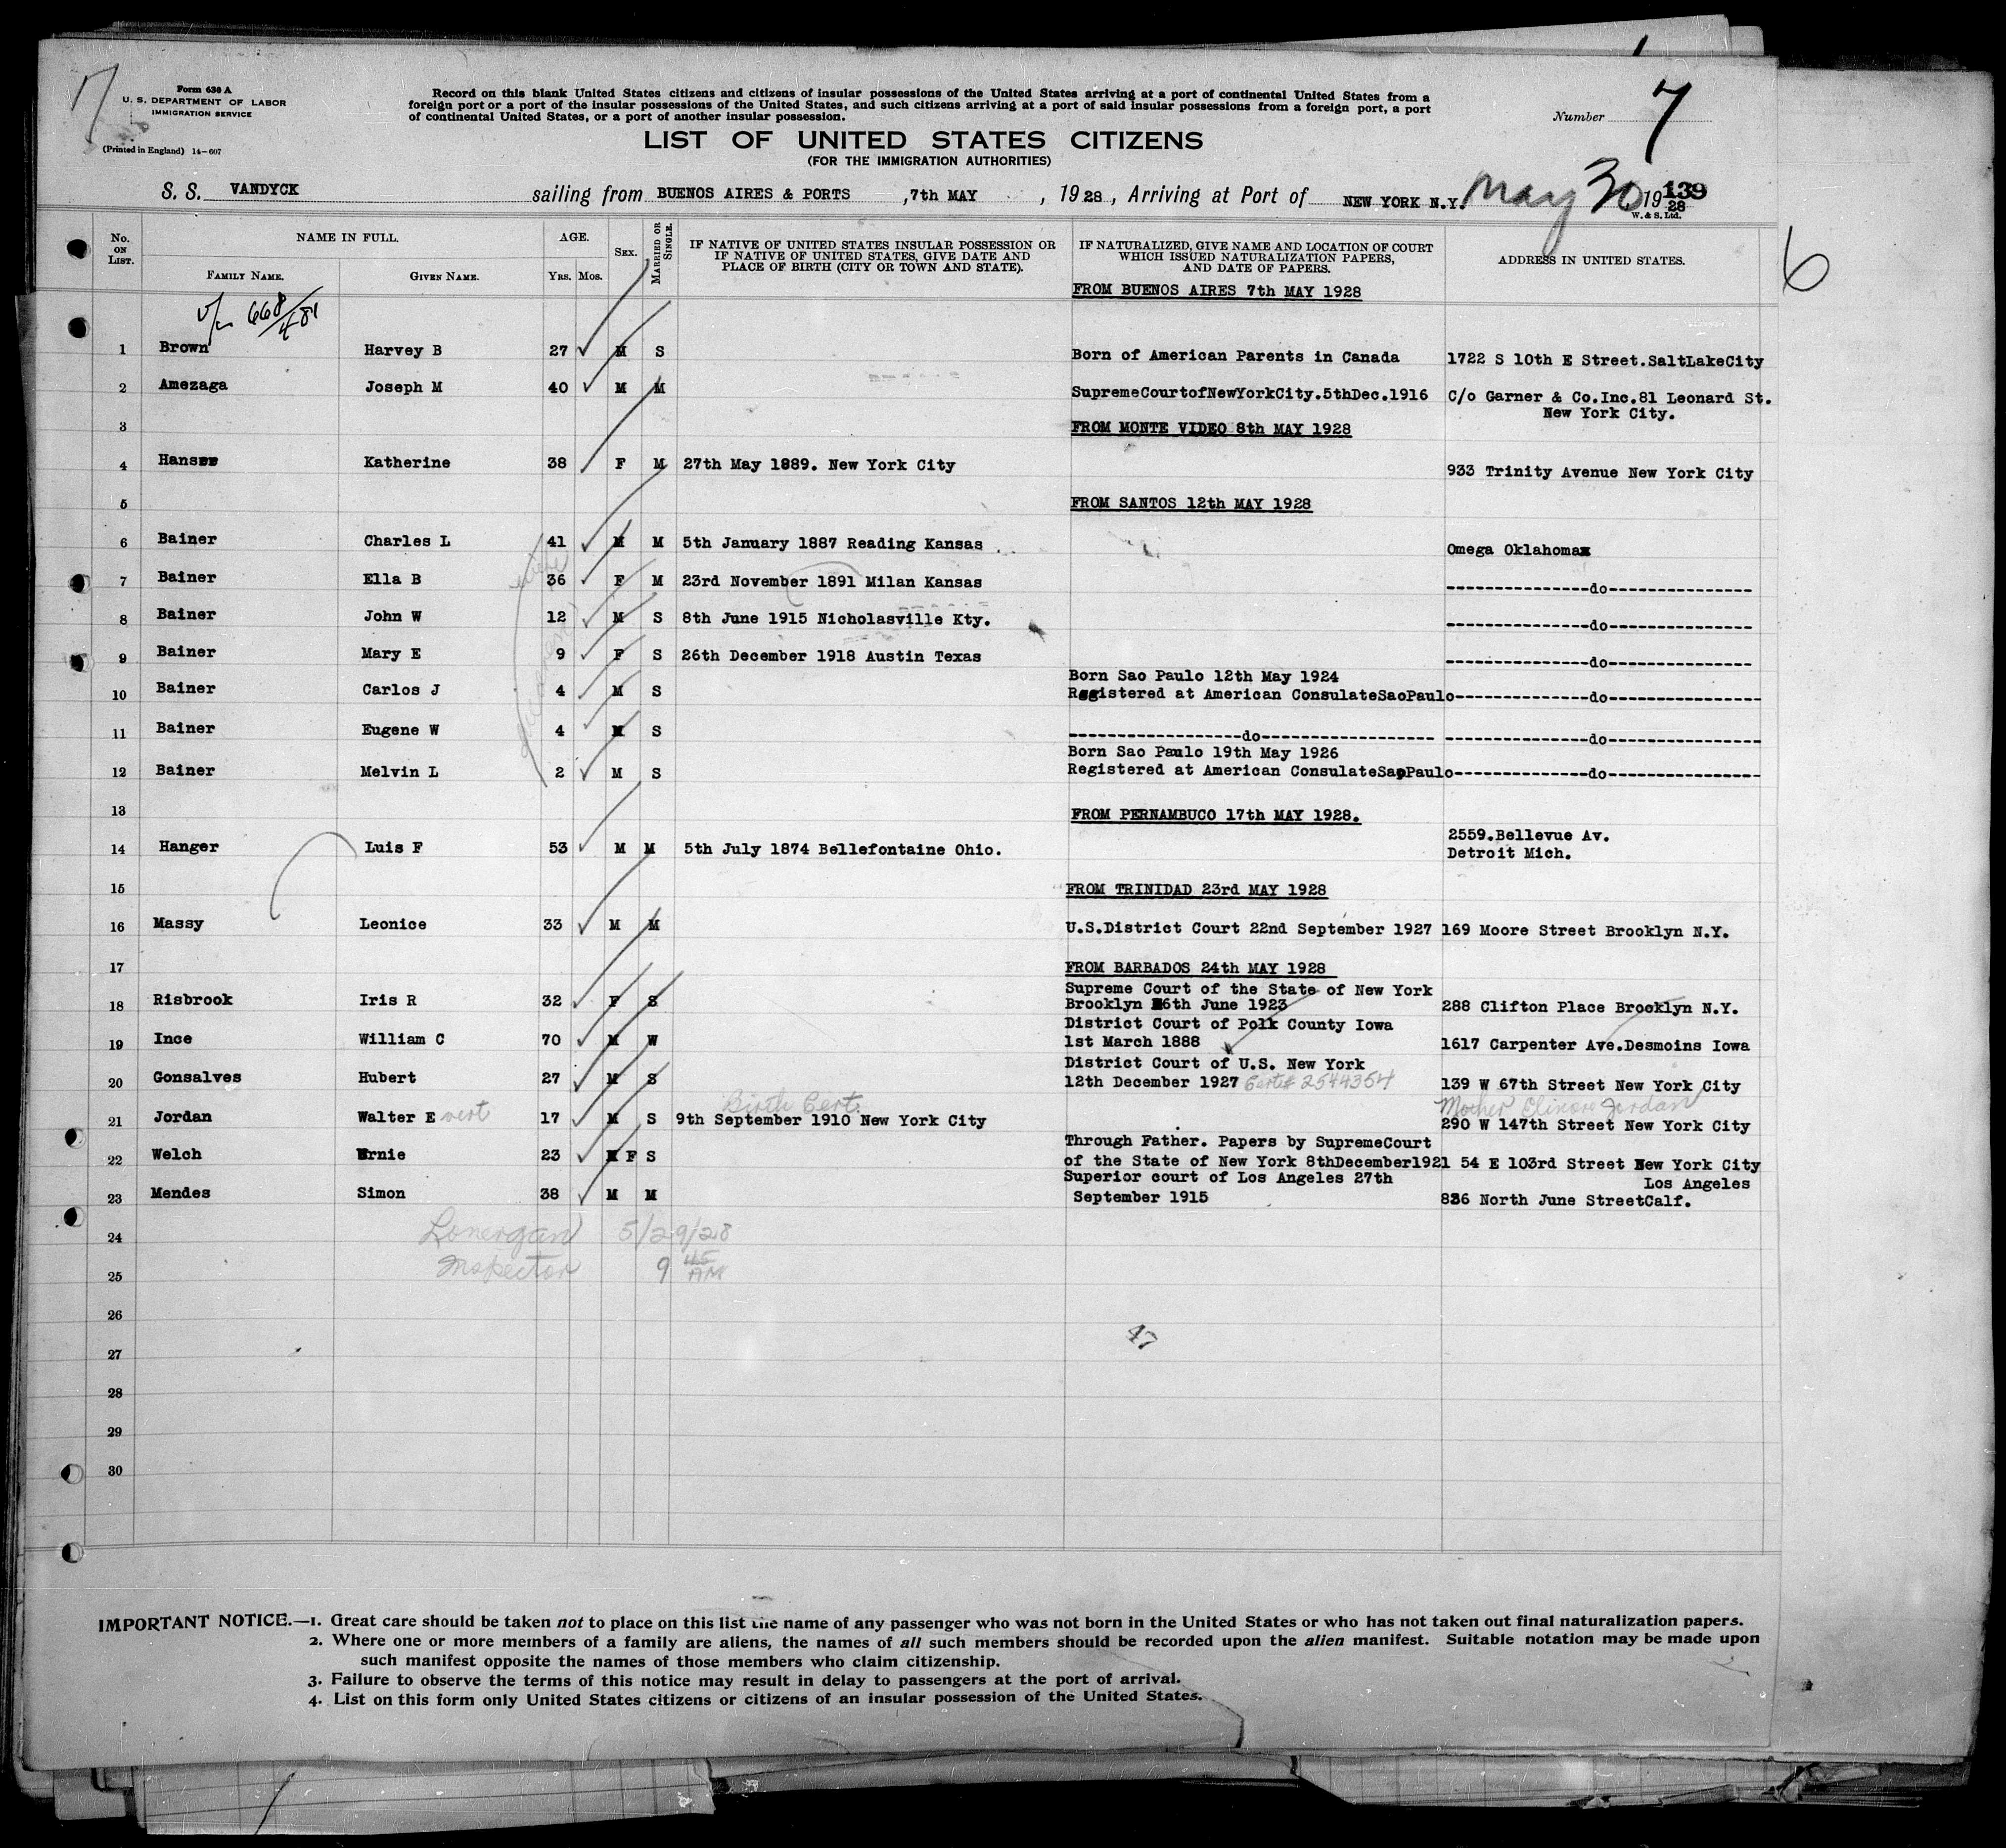 Form 630 A
U. S. DEPARTMENT OF LABOR
IMMIGRATION SERVICE
(Printed in England) 14—607
Record on this blank United States citizens and citizens of insular possessions of the United States arriving at a port of continental United States from a
foreign port or a port of the insular possessions of the United States, and such citizens arriving at a port of said insular possessions from a foreign port, a port
of continental United States, or a port of another insular possession.
Number 7
LIST OF UNITED STATES CITIZENS
(FOR THE IMMIGRATION AUTHORITIES)
S. S. VANDYCK sailing from BUENOS AIRES & PORTS ,7th MAY , 1928, Arriving at Port of NEW YORK N.Y. May 30 1928
139
W. & S. Ltd.
6
No. ON LIST. NAME IN FULL. AGE. SEX. MARRIED OR SINGLE. IF NATIVE OF UNITED STATES INSULAR POSSESSION OR IF NATIVE OF UNITED STATES, GIVE DATE AND PLACE OF BIRTH (CITY OR TOWN AND STATE). IF NATURALIZED, GIVE NAME AND LOCATION OF COURT WHICH ISSUED NATURALIZATION PAPERS, AND DATE OF PAPERS. ADDRESS IN UNITED STATES.
FAMILY NAME. GIVEN NAME. YRS. MOS.
FROM BUENOS AIRES 7th MAY 1928
1 Brown Harvey B 27 M S Born of American Parents in Canada 1722 S 10th E Street.SaltLakeCity
2 Amezaga Joseph M 40 M M SupremeCourtofNewYorkCity.5thDec.1916 C/o Garner & Co.Inc.81 Leonard St.
New York City.
3 FROM MONTE VIDEO 8th MAY 1928
4 Katherine 38 F M 27th May 1889. New York City 933 Trinity Avenue New York City
5 FROM SANTOS 12th MAY 1928
6 Bainer Charles L 41 M M 5th January 1887 Reading Kansas Omega Oklahoma
7 Bainer Ella B 36 F M 23rd November 1891 Milan Kansas ---------------do---------------
8 Bainer John W 12 M S 8th June 1915 Nicholasville Kty. ---------------do---------------
9 Bainer Mary E 9 F S 26th December 1918 Austin Texas ---------------do---------------
Born Sao Paulo 12th May 1924
10 Bainer Carlos J 4 M S Registered at American ConsulateSaoPaulo--------------do----------------
11 Bainer Eugene W 4 M S ------------------do------------------ ---------------do----------------
Born Sao Paulo 19th May 1926
12 Bainer Melvin L 2 M S Registered at American ConsulateSaoPaulo--------------do----------------
13 FROM PERNAMBUCO 17th MAY 1928.
2559.Bellevue Av.
14 Hanger Luis F 53 M M 5th July 1874 Bellefontaine Ohio. Detroit Mich.
15 FROM TRINIDAD 23rd MAY 1928
16 Massy Leonice 33 M M U.S.District Court 22nd September 1927 169 Moore Street Brooklyn N.Y.
17 FROM BARBADOS 24th MAY 1928
Supreme Court of the State of New York
18 Risbrook Iris R 32 F S Brooklyn 6th June 1923 288 Clifton Place Brooklyn N.Y.
District Court of Polk County Iowa
19 Ince William C 70 M W 1st March 1888 1617 Carpenter Ave.Desmoins Iowa
District Court of U.S. New York
20 Gonsalves Hubert 27 M S 12th December 1927 Cert# 2544354 139 W 67th Street New York City
Birth Cert. Mother Elinore Jordan
21 Jordan Walter E vert 17 M S 9th September 1910 New York City 290 W 147th Street New York City
Through Father. Papers by SupremeCourt
22 Welch Ernie 23 F S of the State of New York 8thDecember1921 54 E 103rd Street New York City
Superior court of Los Angeles 27th Los Angeles
23 Mendes Simon 38 M M September 1915 836 North June StreetCalf.
24 Lonergan 5/29/28
25 Inspector 9 45 AM
26
47
27
28
29
30
IMPORTANT NOTICE.—1. Great care should be taken not to place on this list the name of any passenger who was not born in the United States or who has not taken out final naturalization papers.
2. Where one or more members of a family are aliens, the names of all such members should be recorded upon the alien manifest. Suitable notation may be made upon
such manifest opposite the names of those members who claim citizenship.
3. Failure to observe the terms of this notice may result in delay to passengers at the port of arrival.
4. List on this form only United States citizens or citizens of an insular possession of the United States.